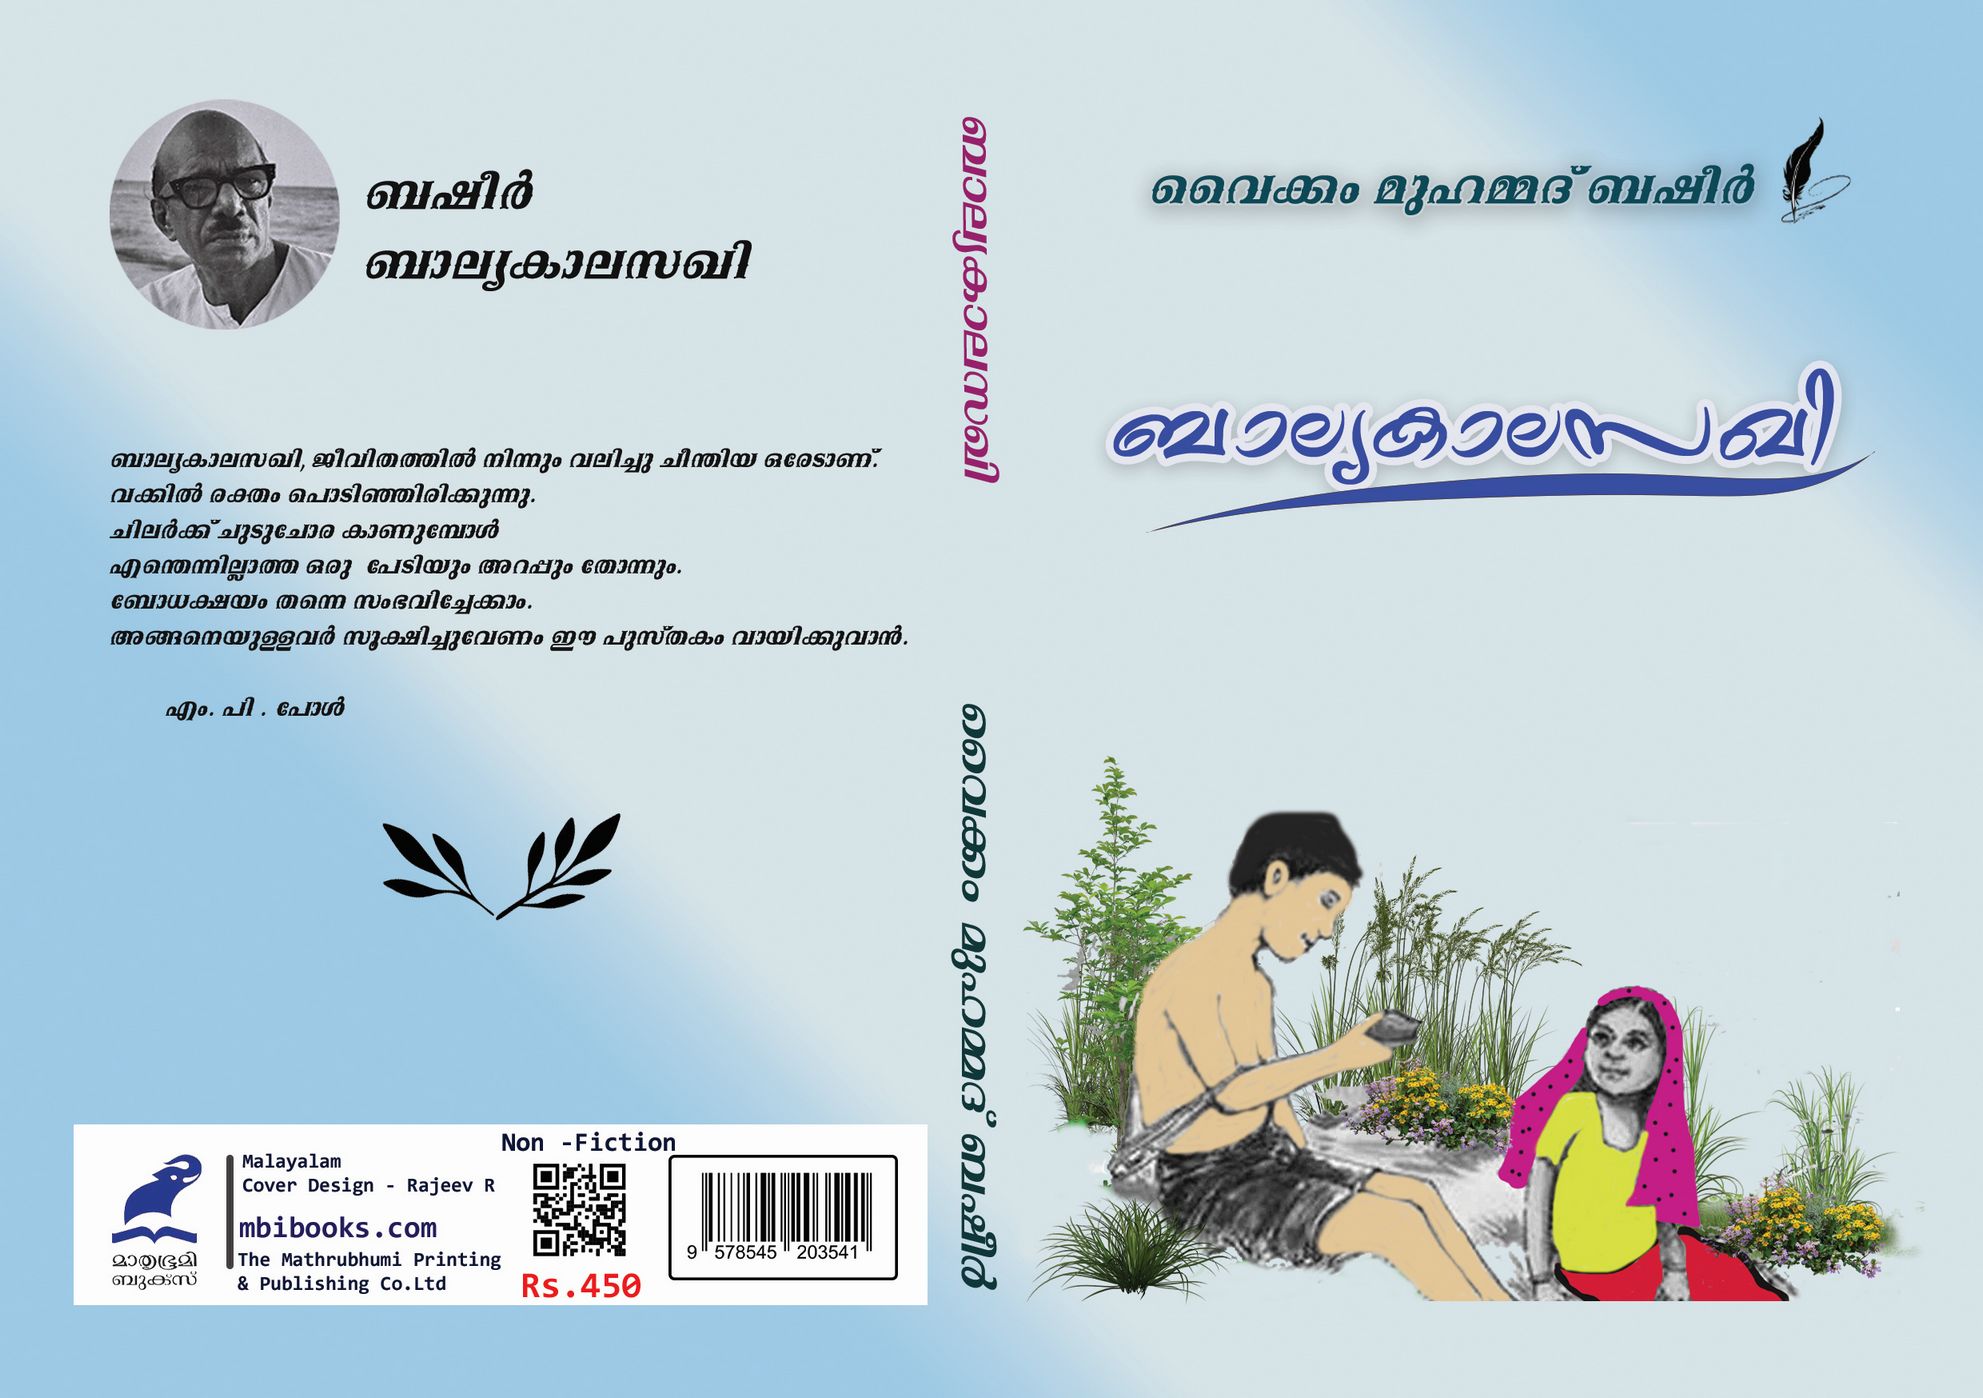 ബഷീർ
ബാല്യകാലസഖി
ബാല്യകാലസഖി, ജീവിതത്തിൽ നിന്നും വലിച്ചു ചീന്തിയ ഒരേടാണ്.
വക്കിൽ രക്തം പൊടിഞ്ഞിരിക്കുന്നു.
ചിലർക്ക് ചുടുചോര കാണുമ്പോൾ
എന്തെന്നില്ലാത്ത ഒരു പേടിയും അറപ്പും തോന്നും.
ബോധക്ഷയം തന്നെ സംഭവിച്ചേക്കാം.
അങ്ങനെയുളളവർ സൂക്ഷിച്ചുവേണം ഈ പുസ്തകം വായിക്കുവാൻ.
എം. പി . പോൾ
മാതൃഭൂമി
ബുക്സ്
Malayalam
Cover Design - Rajeev R
mbibooks.com
The Mathrubhumi Printing
& Publishing Co.Ltd
Non -Fiction
Rs.450
9 578545 203541
ബാല്യകാലസഖി
വൈക്കം മുഹമ്മദ് ബഷീർ
വൈക്കം മുഹമ്മദ് ബഷീർ
ബാല്യകാലസഖി